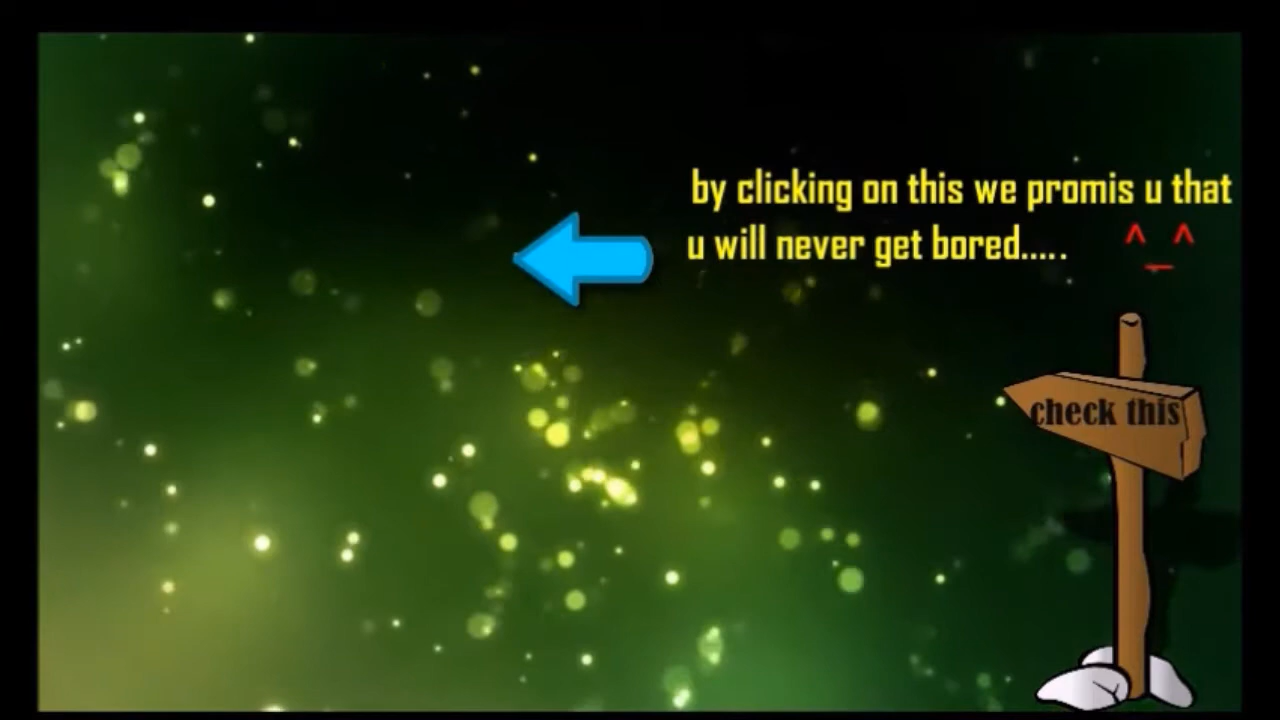 by clicking on this we promis u that
u will never get bored..... ^_^
check this